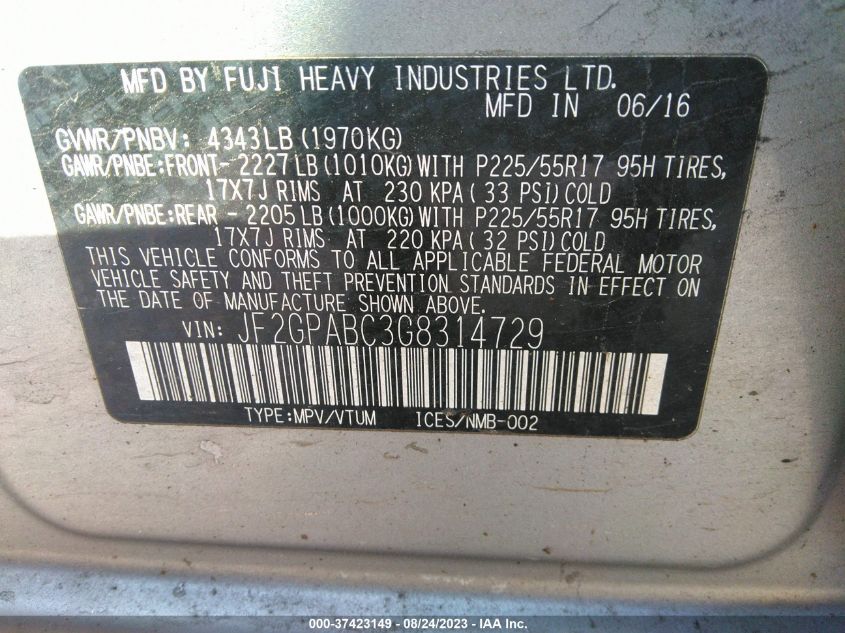 MFD BY FUJI HEAVY INDUSTRIES LTD.
MFD IN 06/16
GVWR/PNBV: 4343LB (1970KG)
GAWR/PNBE:FRONT- 2227LB (1010KG) WITH P225/55R17 95H TIRES,
17X7J RIMS AT 230 KPA ( 33 PSI) COLD
GAWR/PNBE:REAR - 2205LB (1000KG) WITH P225/55R17 95H TIRES,
17X7J RIMS AT 220 KPA ( 32 PSI) COLD
THIS VEHICLE CONFORMS TO ALL APPLICABLE FEDERAL MOTOR
VEHICLE SAFETY AND THEFT PREVENTION STANDARDS IN EFFECT ON
THE DATE OF MANUFACTURE SHOWN ABOVE.
VIN: JF2GPABC3G8314729
TYPE:MPV/VTUM ICES/NMB-002
000-37423149 - 08/24/2023 - IAA Inc.